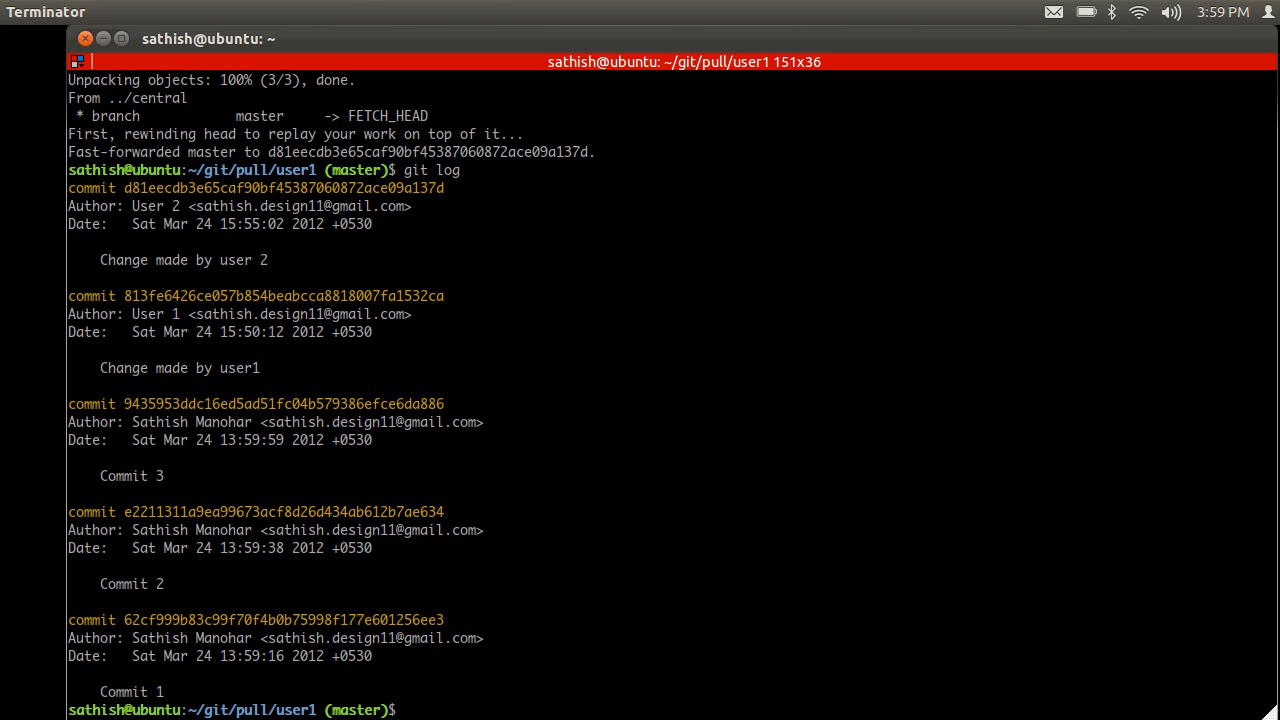 Terminator
3:59 PM
sathish@ubuntu: ~
sathish@ubuntu: ~/git/pull/user1 151x36
Unpacking objects: 100% (3/3), done.
From ../central
 * branch            master     -> FETCH_HEAD
First, rewinding head to replay your work on top of it...
Fast-forwarded master to d81eecdb3e65caf90bf45387060872ace09a137d.
sathish@ubuntu:~/git/pull/user1 (master)$ git log
commit d81eecdb3e65caf90bf45387060872ace09a137d
Author: User 2 <sathish.design11@gmail.com>
Date:   Sat Mar 24 15:55:02 2012 +0530
    Change made by user 2
commit 813fe6426ce057b854beabcca8818007fa1532ca
Author: User 1 <sathish.design11@gmail.com>
Date:   Sat Mar 24 15:50:12 2012 +0530
    Change made by user1
commit 9435953ddc16ed5ad51fc04b579386efce6da886
Author: Sathish Manohar <sathish.design11@gmail.com>
Date:   Sat Mar 24 13:59:59 2012 +0530
    Commit 3
commit e2211311a9ea99673acf8d26d434ab612b7ae634
Author: Sathish Manohar <sathish.design11@gmail.com>
Date:   Sat Mar 24 13:59:38 2012 +0530
    Commit 2
commit 62cf999b83c99f70f4b0b75998f177e601256ee3
Author: Sathish Manohar <sathish.design11@gmail.com>
Date:   Sat Mar 24 13:59:16 2012 +0530
    Commit 1
sathish@ubuntu:~/git/pull/user1 (master)$